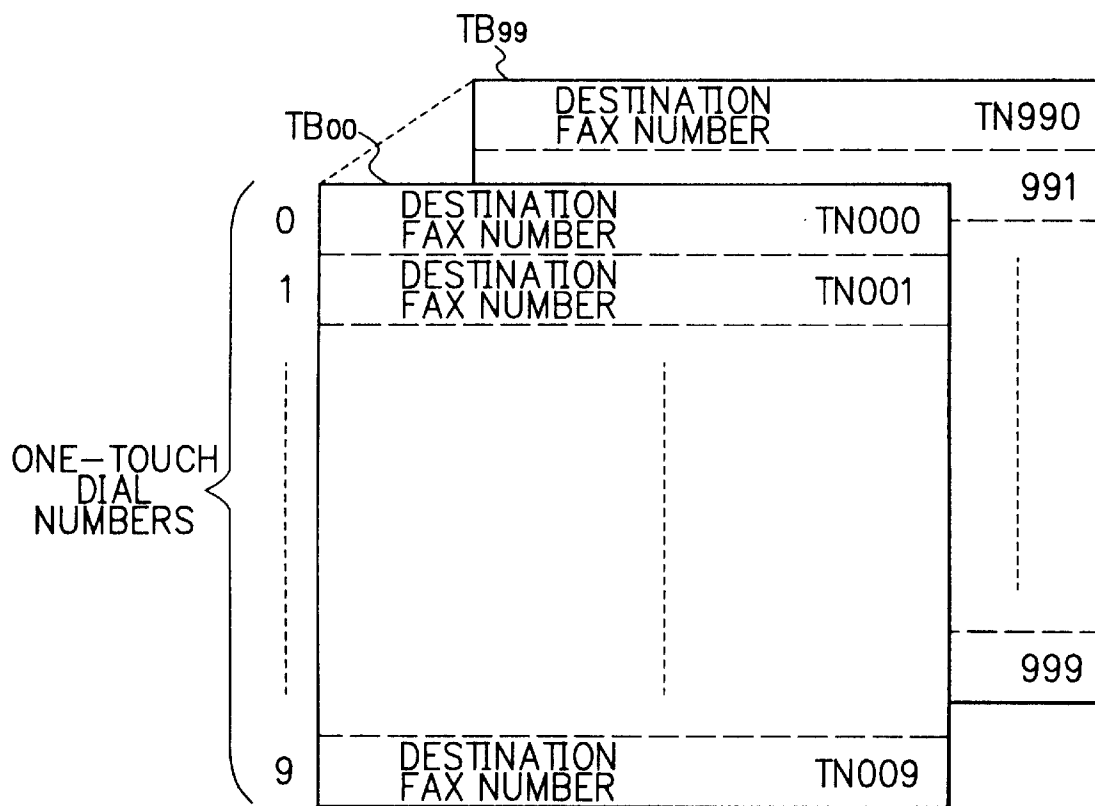 TB99
DESTINATION
FAX NUMBER
TN990
TB00
991
0
DESTINATION
FAX NUMBER
TN000
1
DESTINATION
FAX NUMBER
TN001
ONE-TOUCH
DIAL
NUMBERS
999
9
DESTINATION
FAX NUMBER
TN009